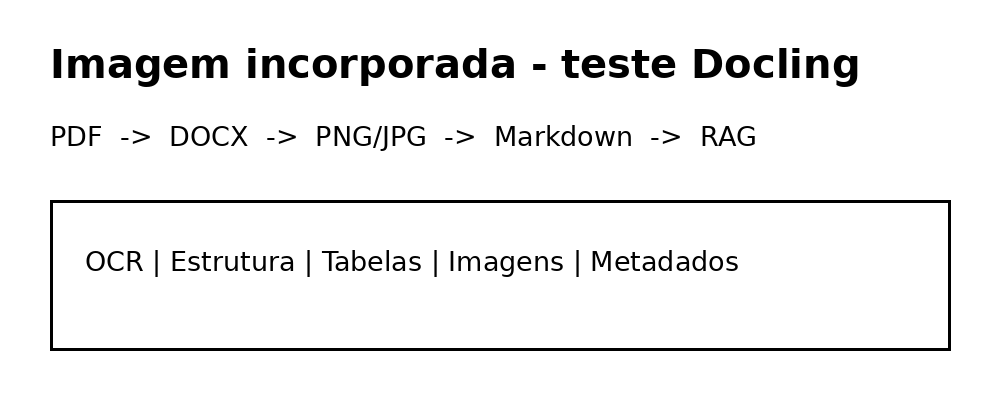 Imagem incorporada - teste Docling
PDF -> DOCX -> PNG/JPG -> Markdown -> RAG
OCR | Estrutura | Tabelas | Imagens | Metadados